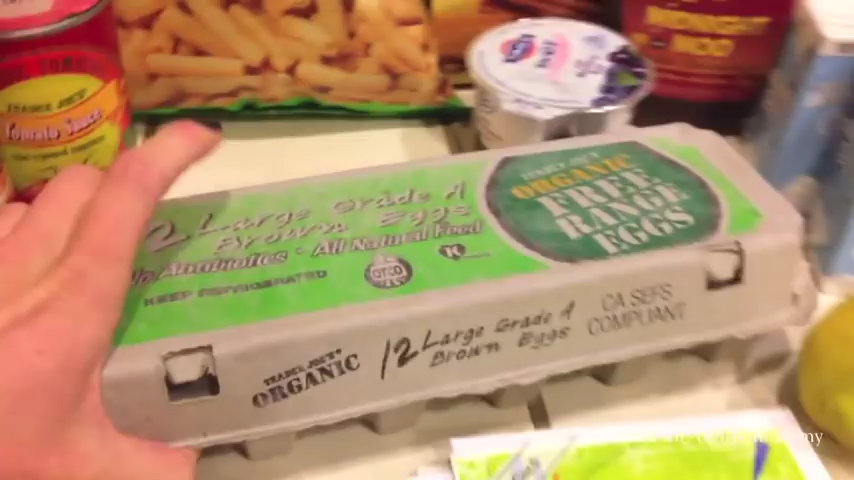 MIDNIGHT
MOO
TRADER JOE'S
Tomato Sauce
TRADER JOE'S
ORGANIC
FREE
RANGE
EGGS
12 Large Grade A
Brown Eggs
No Antibiotics - All Natural Feed
KEEP REFRIGERATED
QTCO
K
TRADER JOE'S
ORGANIC
12 Large Grade A
Brown Eggs
CA SEFS
COMPLIANT